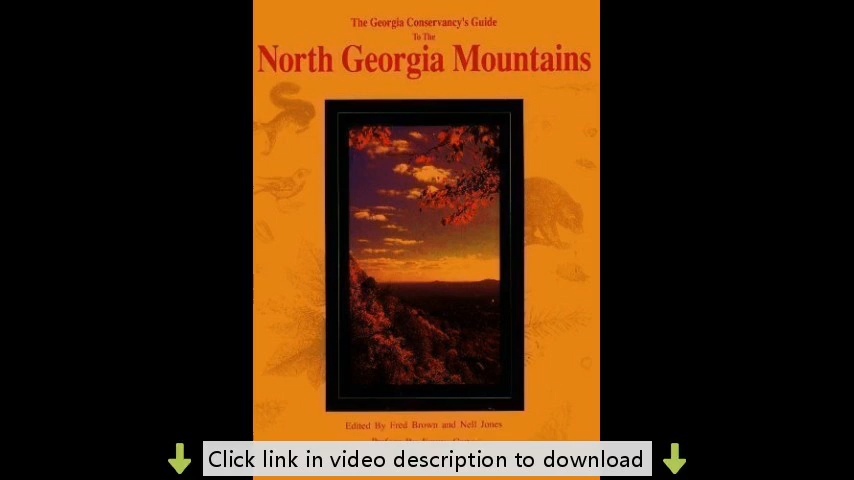 The Georgia Conservancy's Guide
To The
North Georgia Mountains
Edited By Fred Brown and Nell Jones
Click link in video description to download